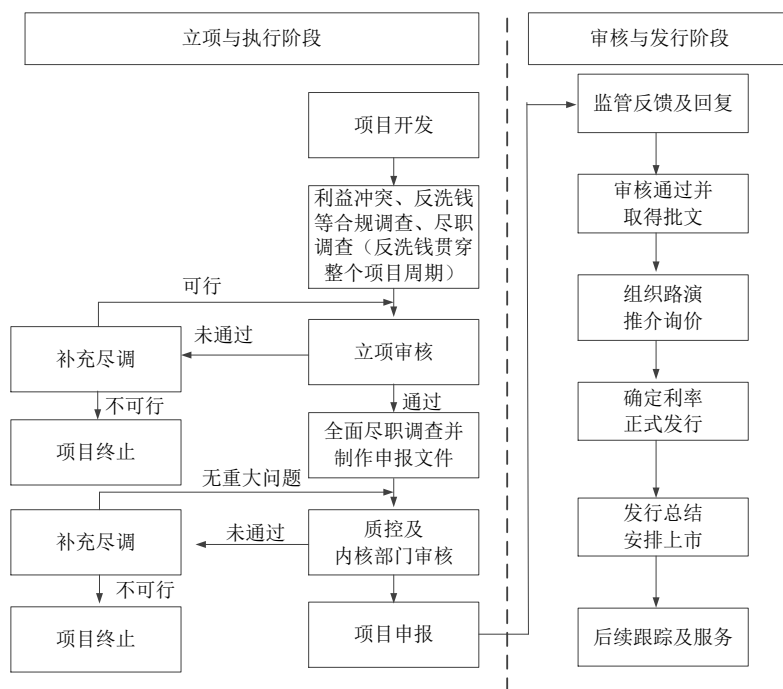 立项与执行阶段
项目开发
利益冲突、反洗钱
等合规调查、尽职
调查（反洗钱贯穿
整个项目周期）
可行
补充尽调
未通过
立项审核
不可行
通过
项目终止
全面尽职调查并
制作申报文件
无重大问题
补充尽调
未通过
质控及
内核部门审核
不可行
项目终止
项目申报
审核与发行阶段
监管反馈及回复
审核通过并
取得批文
组织路演
推介询价
确定利率
正式发行
发行总结
安排上市
后续跟踪及服务